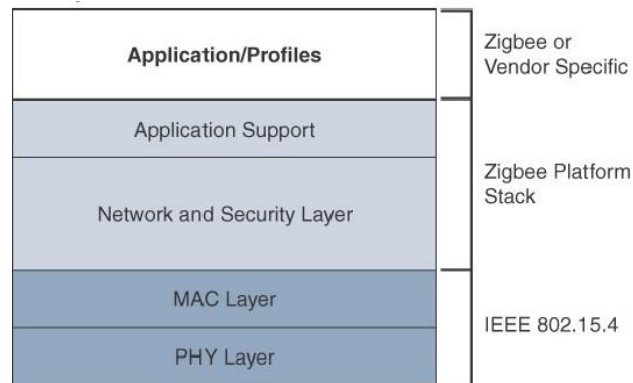 Application/Profiles
Zigbee or
Vendor Specific
Application Support
Network and Security Layer
Zigbee Platform
Stack
MAC Layer
PHY Layer
IEEE 802.15.4